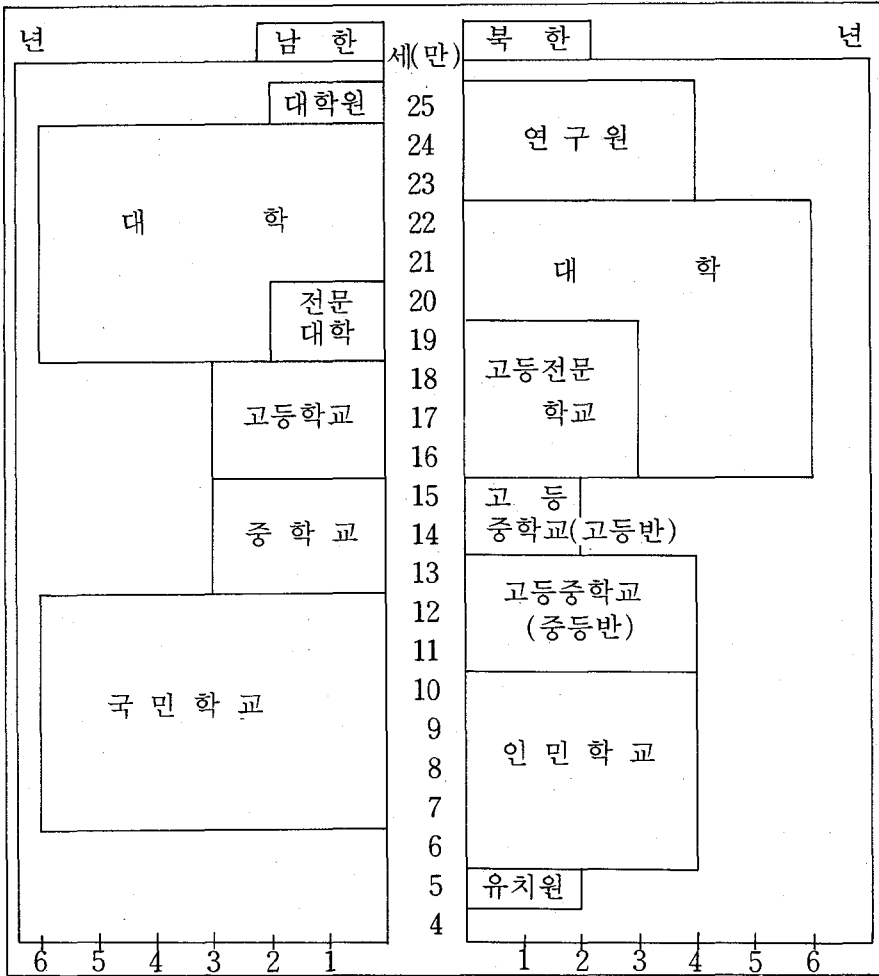 년 남 한 세(만) 북 한 년
대학원 25
24 연 구 원
23
대 학 22
21 대 학
전문 20
대학 19
18 고등전문
고등학교 17 학교
16
15 고 등
중 학 교 14 중학교(고등반)
13
12 고등중학교
11 (중등반)
국 민 학 교 10
9 인 민 학 교
8
7
6
5 유치원
4
6 5 4 3 2 1 1 2 3 4 5 6